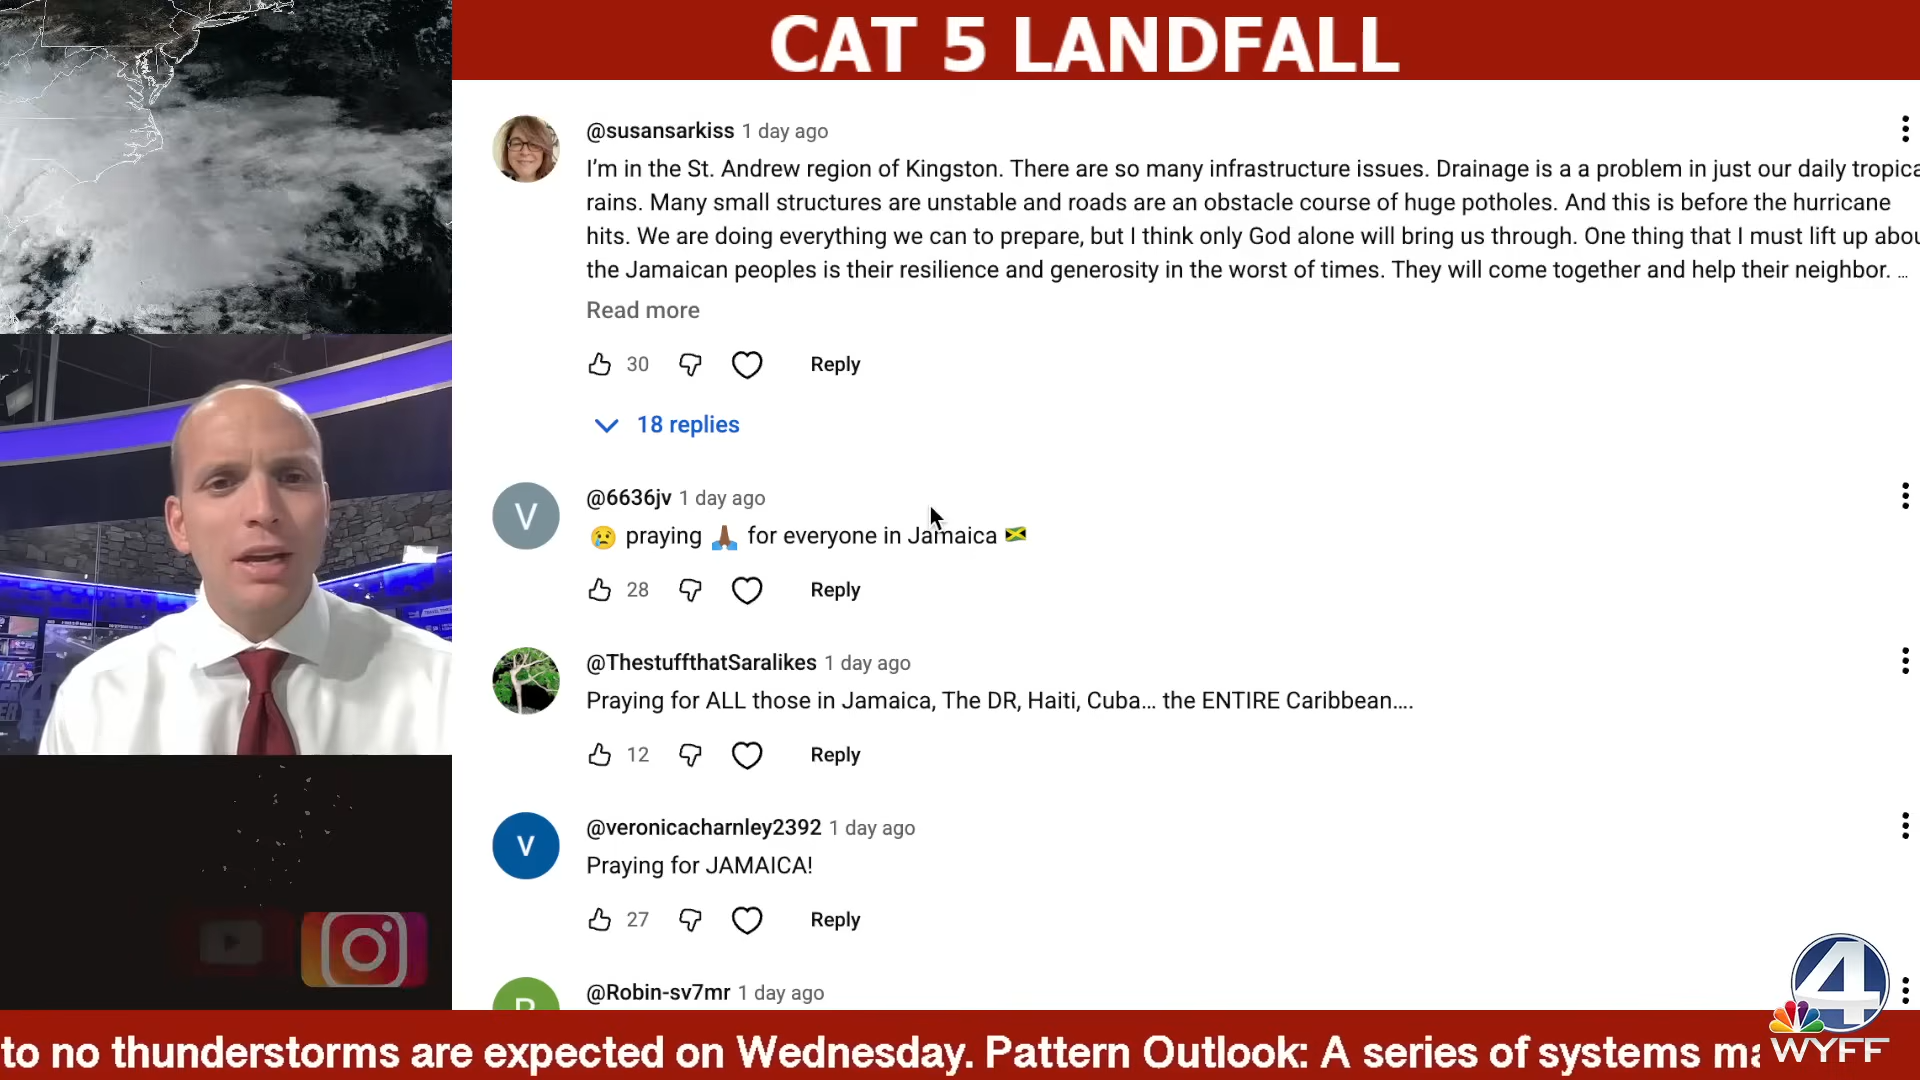 CAT 5 LANDFALL
@susansarkiss 1 day ago
I’m in the St. Andrew region of Kingston. There are so many infrastructure issues. Drainage is a a problem in just our daily tropica
rains. Many small structures are unstable and roads are an obstacle course of huge potholes. And this is before the hurricane
hits. We are doing everything we can to prepare, but I think only God alone will bring us through. One thing that I must lift up abou
the Jamaican peoples is their resilience and generosity in the worst of times. They will come together and help their neighbor. ...
Read more
30 Reply
18 replies
V
@6636jv 1 day ago
😢 praying 🙏🏾 for everyone in Jamaica 🇯🇲
28 Reply
@ThestuffthatSaralikes 1 day ago
Praying for ALL those in Jamaica, The DR, Haiti, Cuba... the ENTIRE Caribbean....
12 Reply
V
@veronicacharnley2392 1 day ago
Praying for JAMAICA!
27 Reply
@Robin-sv7mr 1 day ago
to no thunderstorms are expected on Wednesday. Pattern Outlook: A series of systems ma
4
WYFF